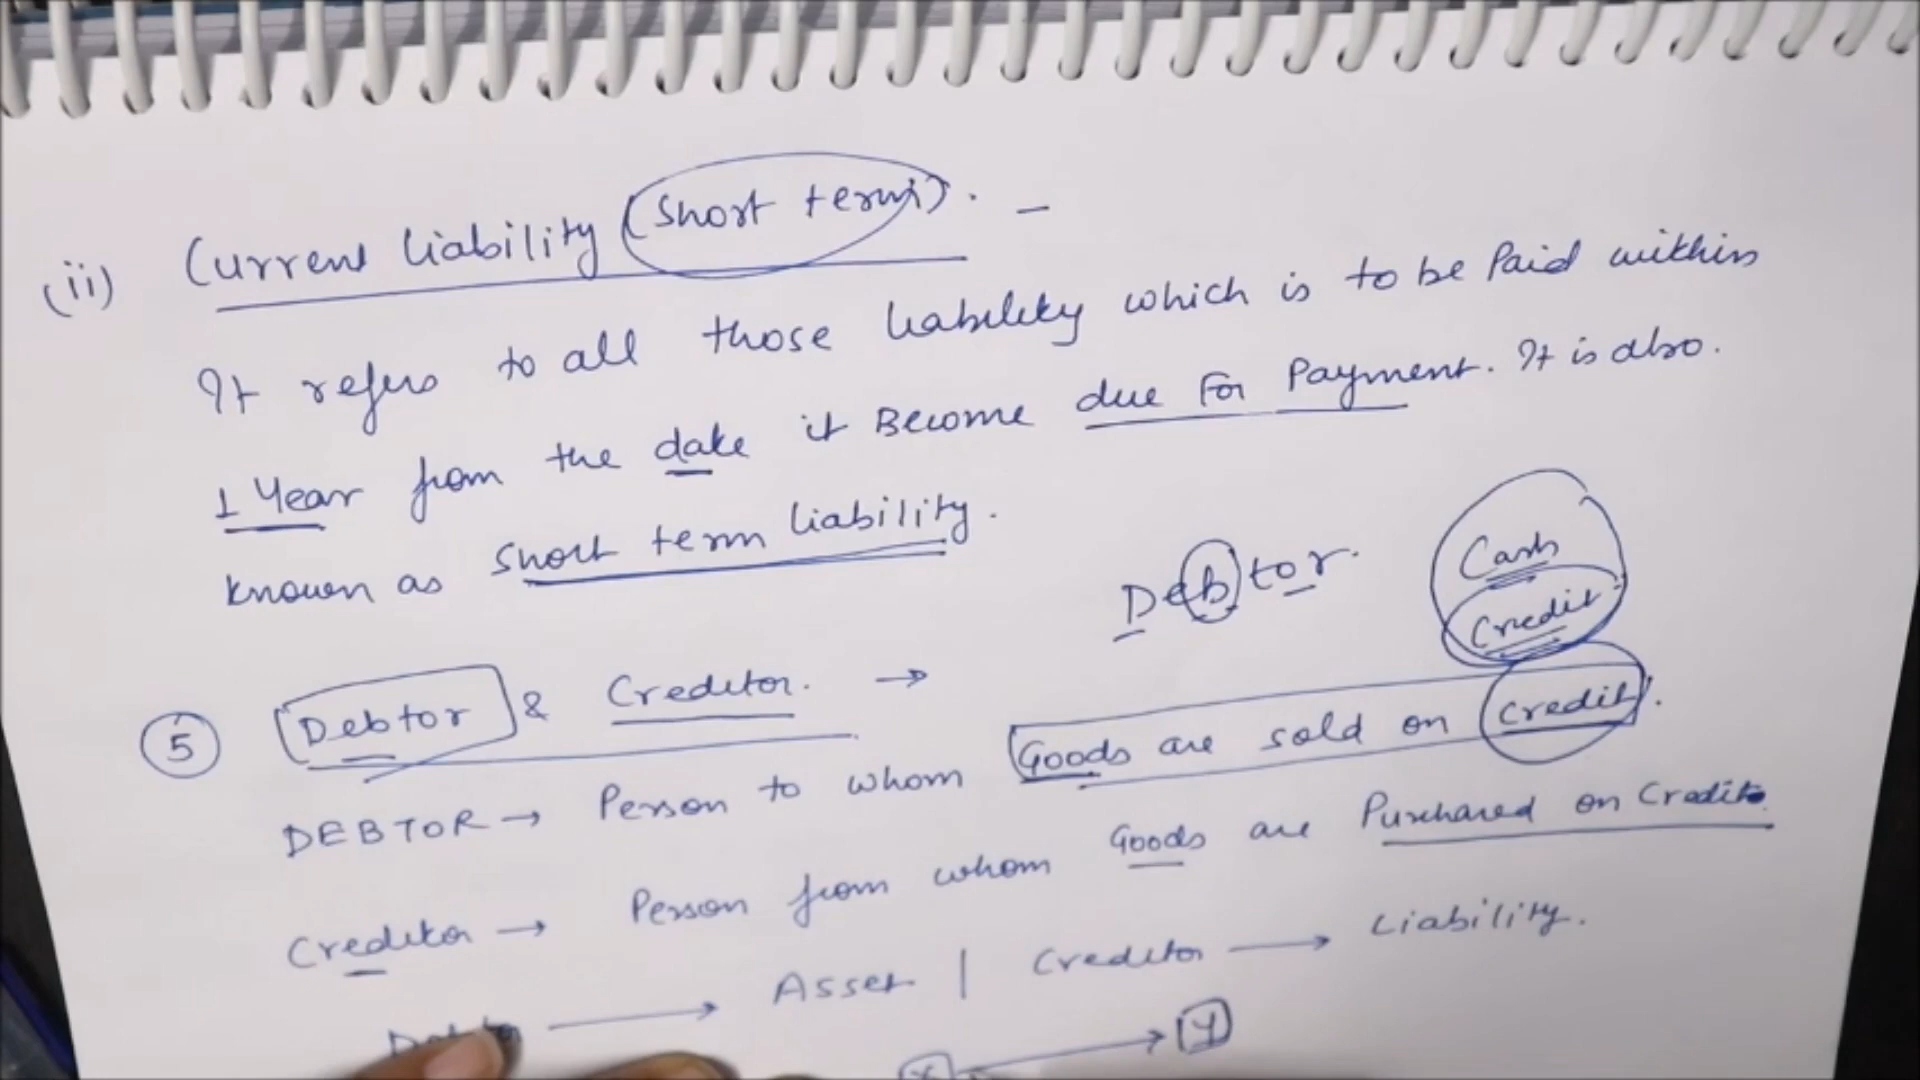 (ii) Current liability (Short term). -
It refers to all those liability which is to be Paid within
1 Year from the date it Become due For Payment. It is also.
known as Short term liability.
Debtor.
Cash
Credit
5 Debtor & Creditor. →
DEBTOR → Person to whom Goods are sold on credit.
Creditor → Person from whom Goods are Purchased on Credit.
→ Asset | Creditor → Liability.
→ Y